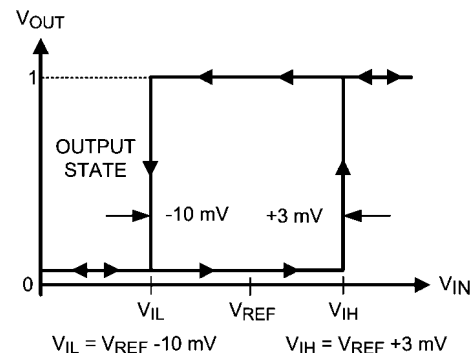 VOUT
1
OUTPUT
STATE
-10 mV
+3 mV
0
VIN
VIL
VREF
VIH
VIL = VREF -10 mV
VIH = VREF +3 mV